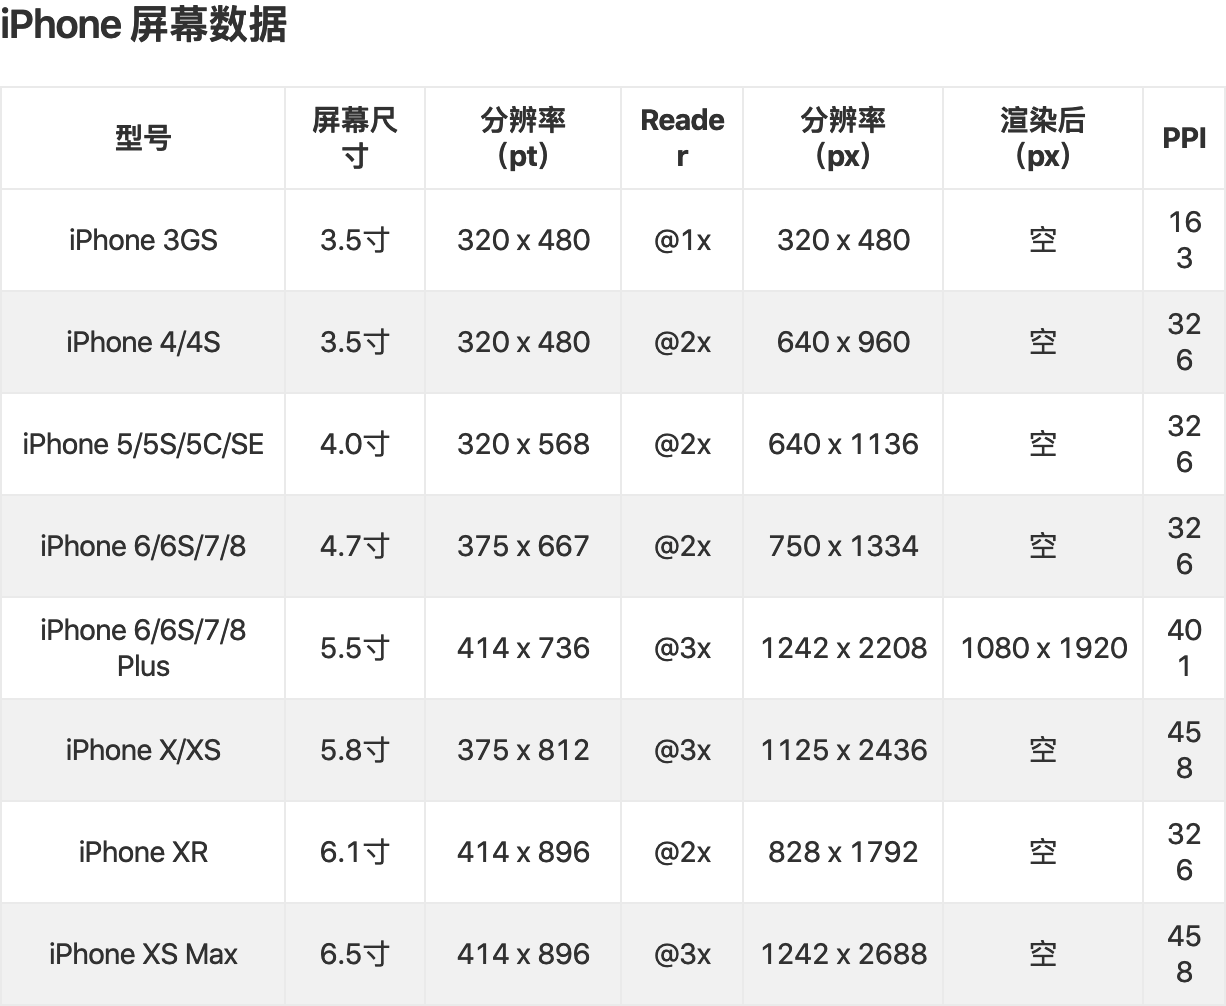 iPhone 屏幕数据
型号 屏幕尺寸 分辨率（pt） Reader 分辨率（px） 渲染后（px） PPI
iPhone 3GS 3.5寸 320 x 480 @1x 320 x 480 空 163
iPhone 4/4S 3.5寸 320 x 480 @2x 640 x 960 空 326
iPhone 5/5S/5C/SE 4.0寸 320 x 568 @2x 640 x 1136 空 326
iPhone 6/6S/7/8 4.7寸 375 x 667 @2x 750 x 1334 空 326
iPhone 6/6S/7/8 Plus 5.5寸 414 x 736 @3x 1242 x 2208 1080 x 1920 401
iPhone X/XS 5.8寸 375 x 812 @3x 1125 x 2436 空 458
iPhone XR 6.1寸 414 x 896 @2x 828 x 1792 空 326
iPhone XS Max 6.5寸 414 x 896 @3x 1242 x 2688 空 458